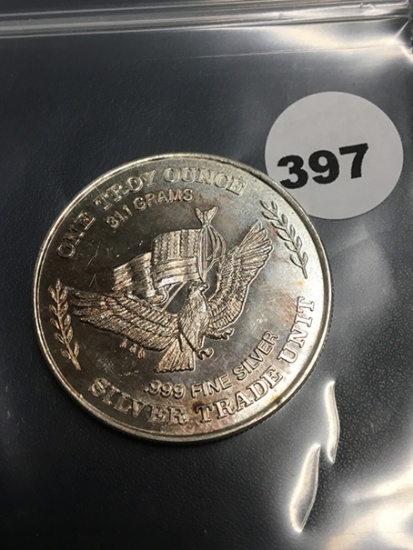 397
ONE TROY OUNCE
31.1 GRAMS
.999 FINE SILVER
SILVER TRADE UNIT